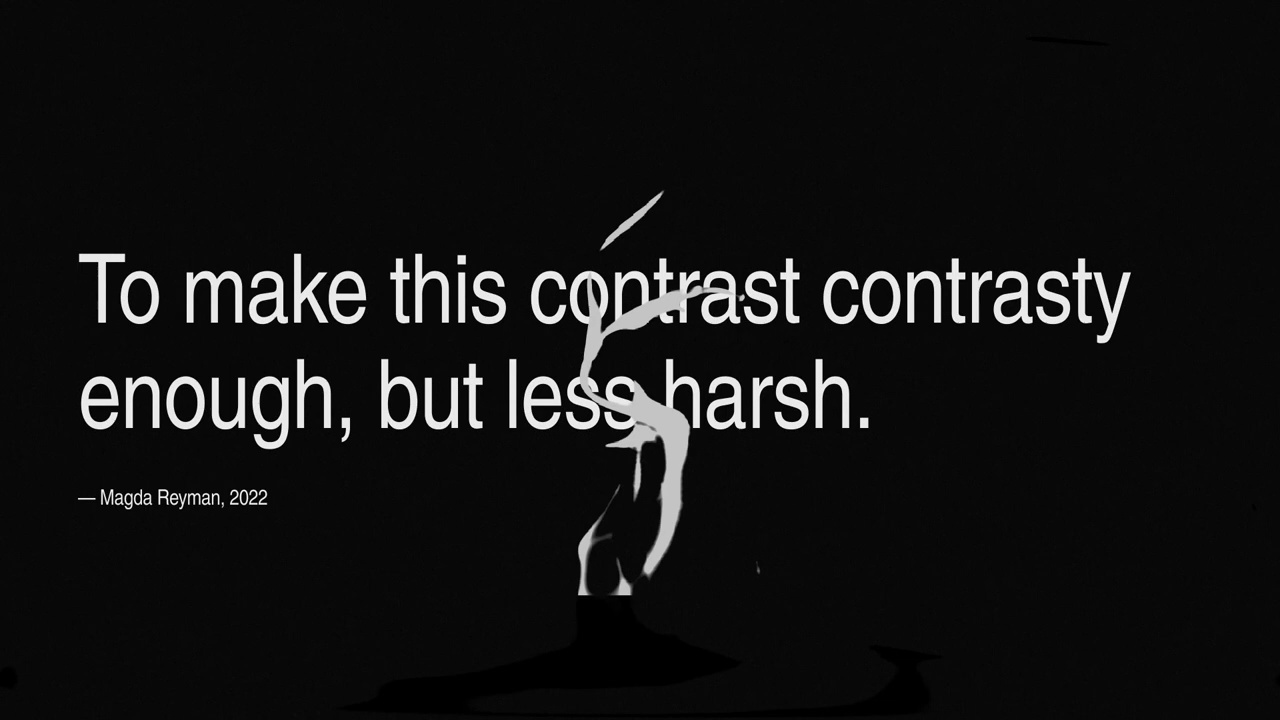 To make this contrast contrasty
enough, but less harsh.
— Magda Reyman, 2022